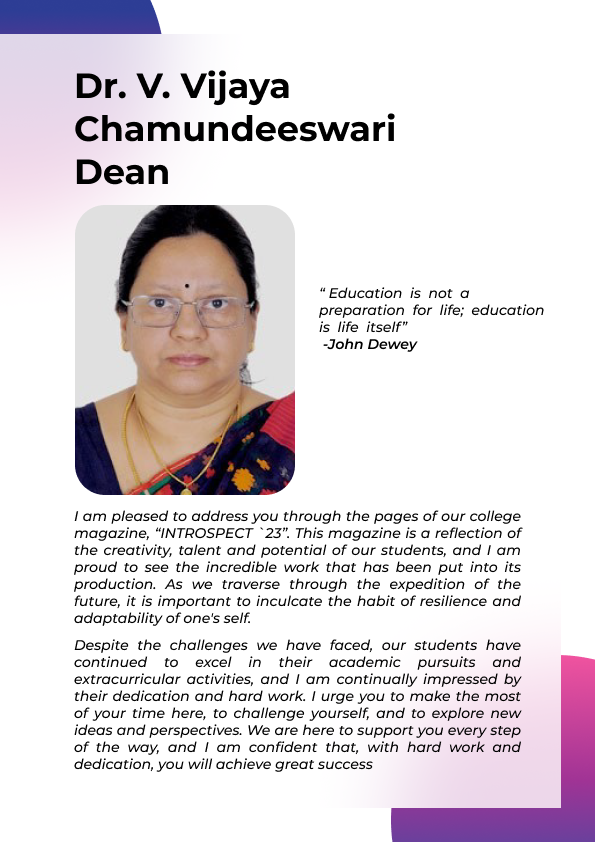 Dr. V. Vijaya
Chamundeeswari
Dean
“ Education is not a
preparation for life; education
is life itself”
-John Dewey
I am pleased to address you through the pages of our college
magazine, “INTROSPECT `23”. This magazine is a reflection of
the creativity, talent and potential of our students, and I am
proud to see the incredible work that has been put into its
production. As we traverse through the expedition of the
future, it is important to inculcate the habit of resilience and
adaptability of one's self.
Despite the challenges we have faced, our students have
continued to excel in their academic pursuits and
extracurricular activities, and I am continually impressed by
their dedication and hard work. I urge you to make the most
of your time here, to challenge yourself, and to explore new
ideas and perspectives. We are here to support you every step
of the way, and I am confident that, with hard work and
dedication, you will achieve great success